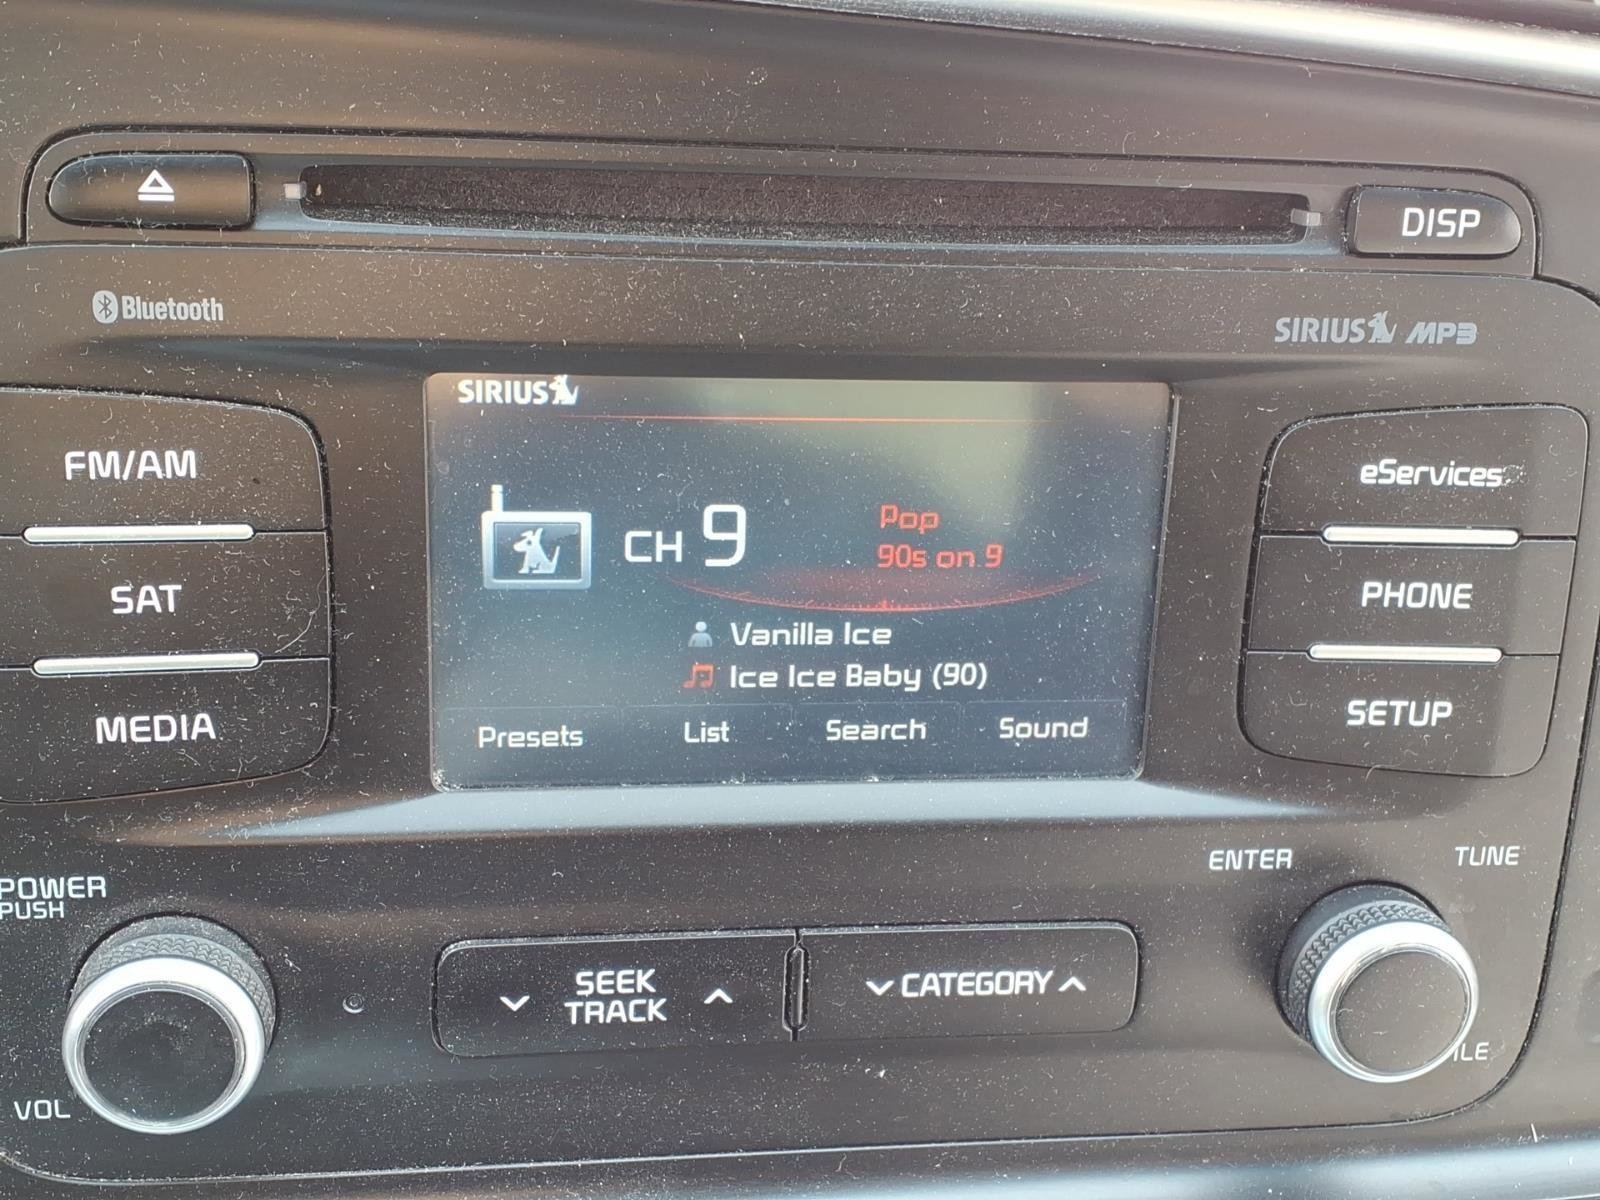 DISP
Bluetooth
SIRIUS MP3
SIRIUS
FM/AM
SAT
MEDIA
CH 9
Pop
90s on 9
Vanilla Ice
Ice Ice Baby (90)
Presets List Search Sound
eServices
PHONE
SETUP
POWER
PUSH
VOL
SEEK
TRACK
CATEGORY
ENTER
TUNE